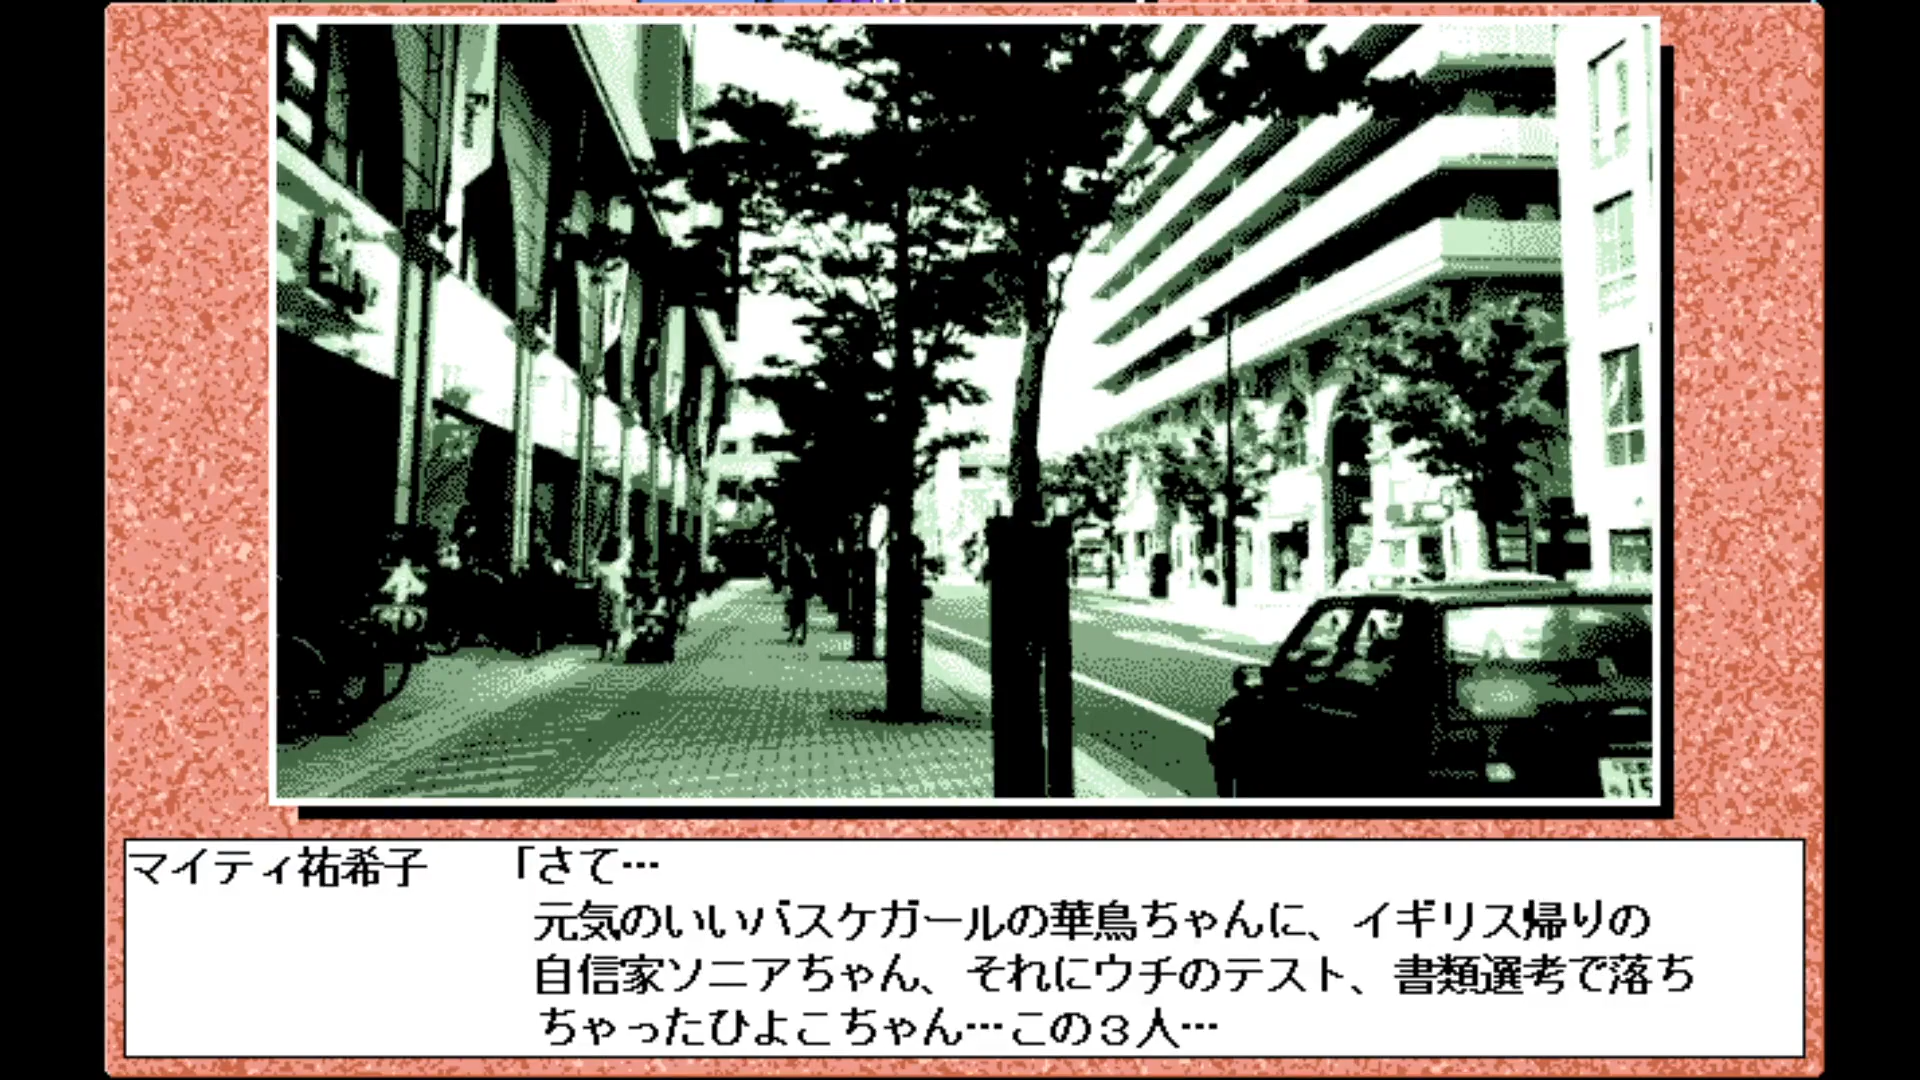 マイティ祐希子　「さて…
元気のいいバスケガールの華鳥ちゃんに、イギリス帰りの
自信家ソニアちゃん、それにウチのテスト、書類選考で落ち
ちゃったひよこちゃん…この３人…